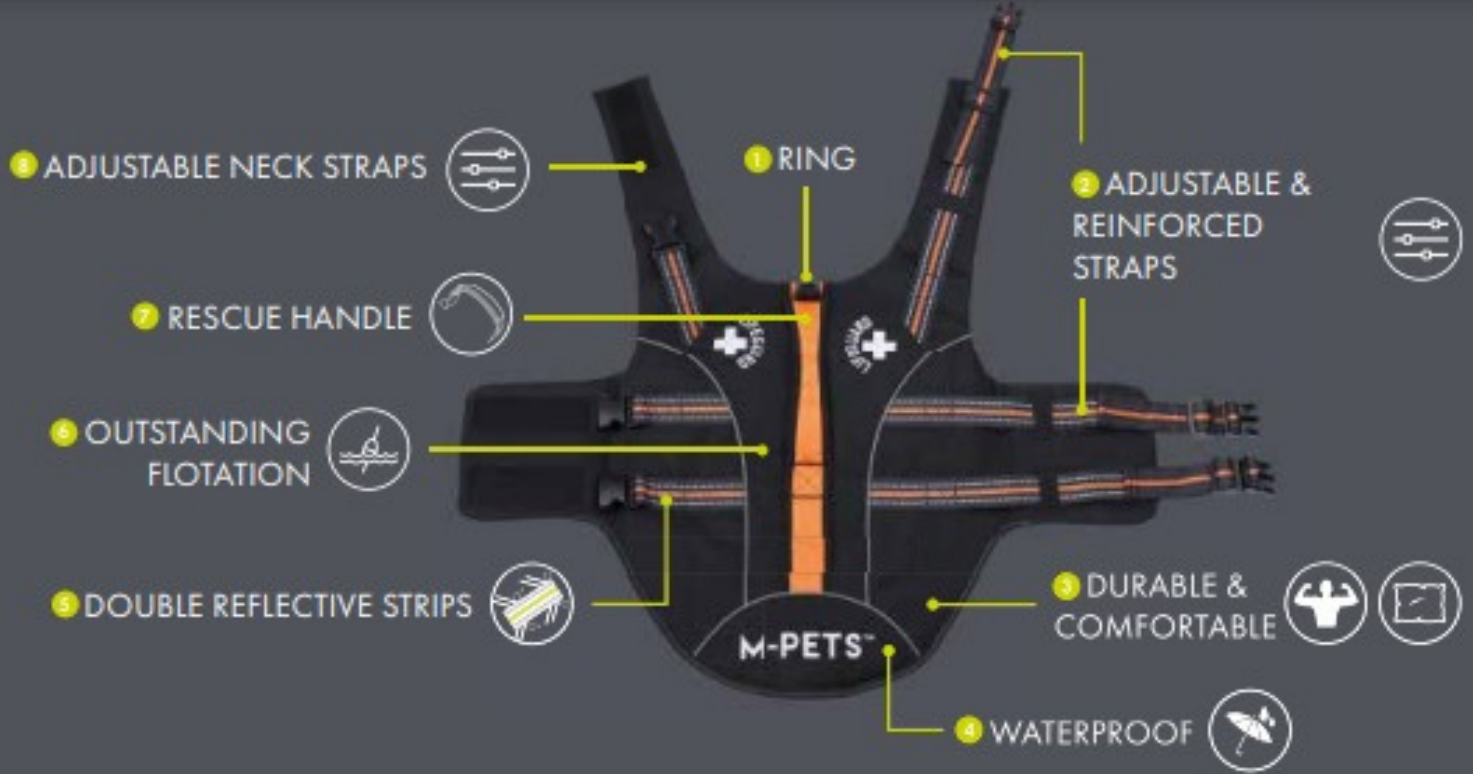 8 ADJUSTABLE NECK STRAPS
1 RING
2 ADJUSTABLE &
REINFORCED
STRAPS
7 RESCUE HANDLE
LIFEGUARD
6 OUTSTANDING
FLOTATION
5 DOUBLE REFLECTIVE STRIPS
3 DURABLE &
COMFORTABLE
M-PETS™
4 WATERPROOF